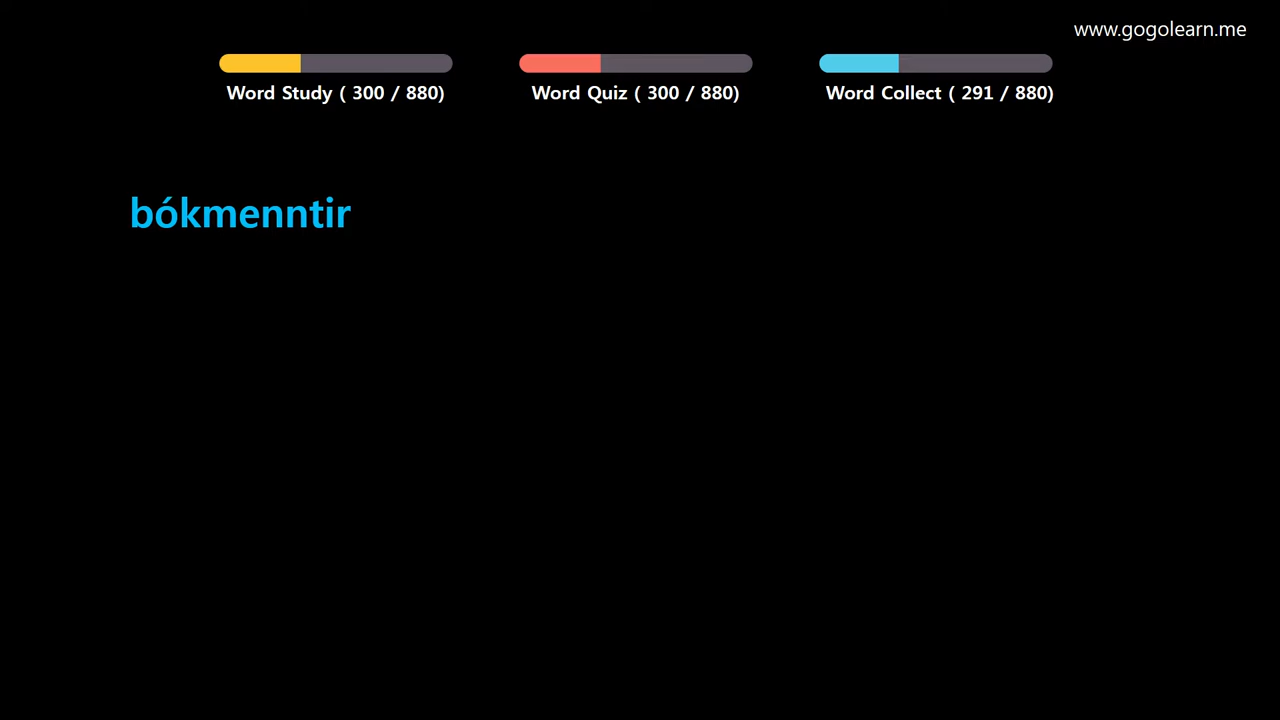 www.gogolearn.me
Word Study ( 300 / 880)
Word Quiz ( 300 / 880)
Word Collect ( 291 / 880)
bókmenntir